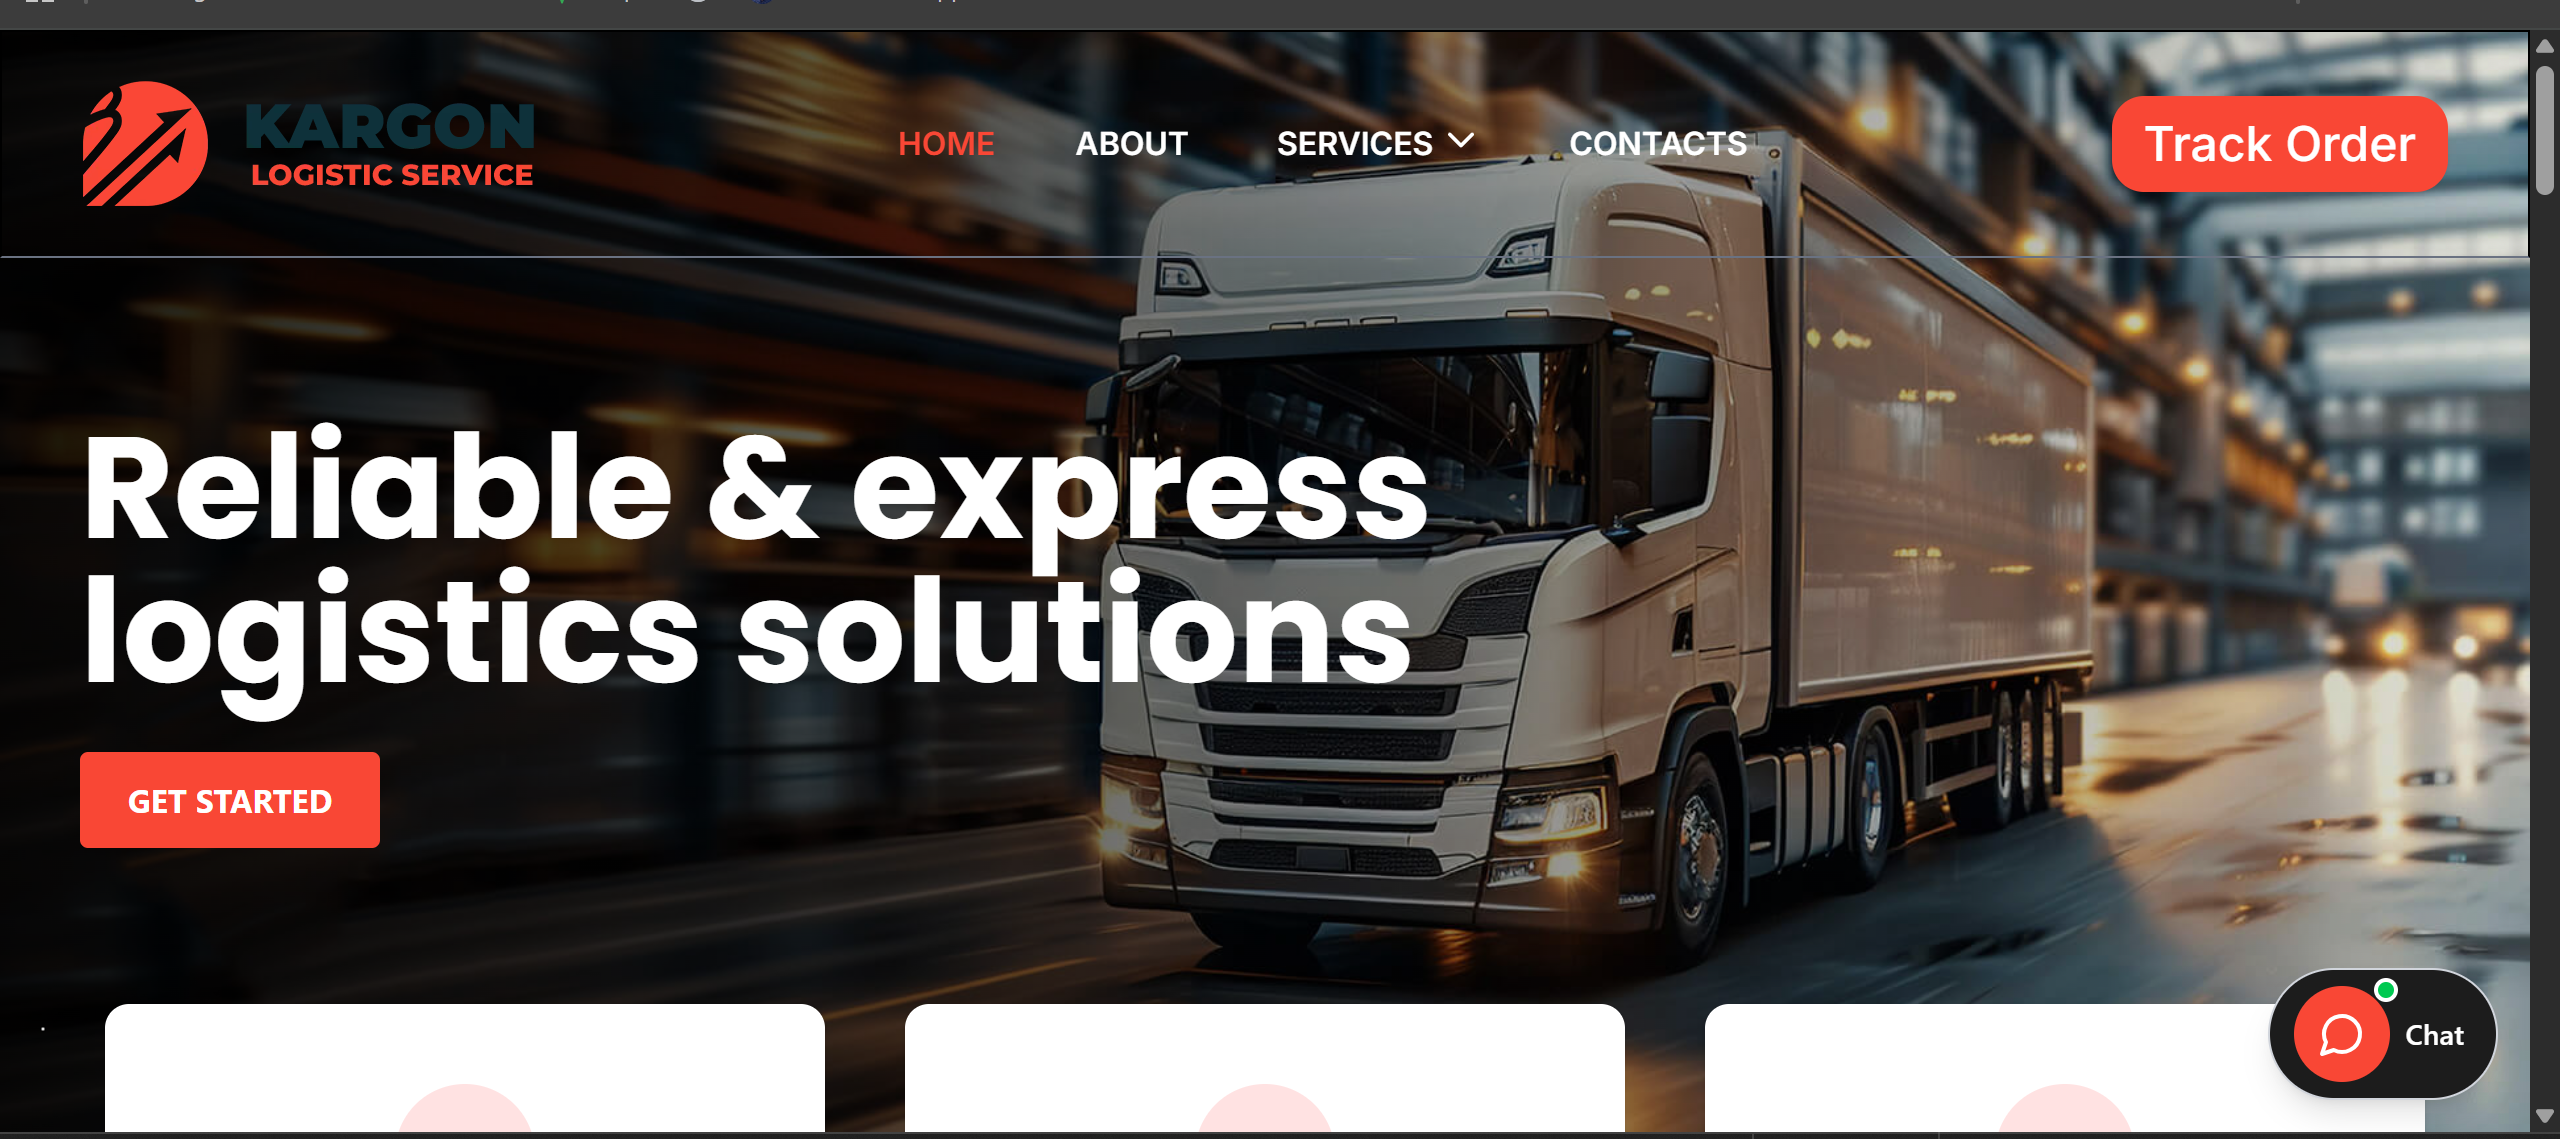 KARGON
LOGISTIC SERVICE
HOME
ABOUT
SERVICES
CONTACTS
Track Order
Reliable & express
logistics solutions
GET STARTED
Chat